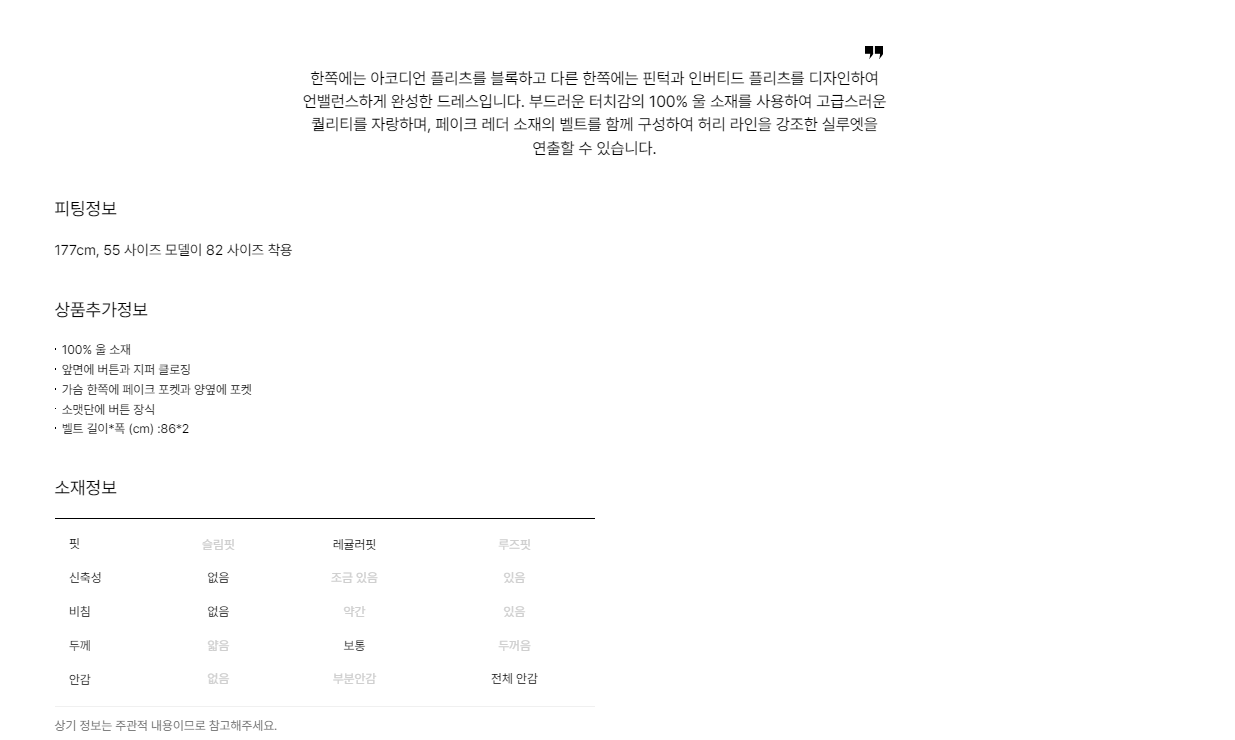 ❞
한쪽에는 아코디언 플리츠를 블록하고 다른 한쪽에는 핀턱과 인버티드 플리츠를 디자인하여
언밸런스하게 완성한 드레스입니다. 부드러운 터치감의 100% 울 소재를 사용하여 고급스러운
퀄리티를 자랑하며, 페이크 레더 소재의 벨트를 함께 구성하여 허리 라인을 강조한 실루엣을
연출할 수 있습니다.
피팅정보
177cm, 55 사이즈 모델이 82 사이즈 착용
상품추가정보
· 100% 울 소재
· 앞면에 버튼과 지퍼 클로징
· 가슴 한쪽에 페이크 포켓과 양옆에 포켓
· 소맷단에 버튼 장식
· 벨트 길이*폭 (cm) :86*2
소재정보
핏 슬림핏 레귤러핏 루즈핏
신축성 없음 조금 있음 있음
비침 없음 약간 있음
두께 얇음 보통 두꺼움
안감 없음 부분안감 전체 안감
상기 정보는 주관적 내용이므로 참고해주세요.